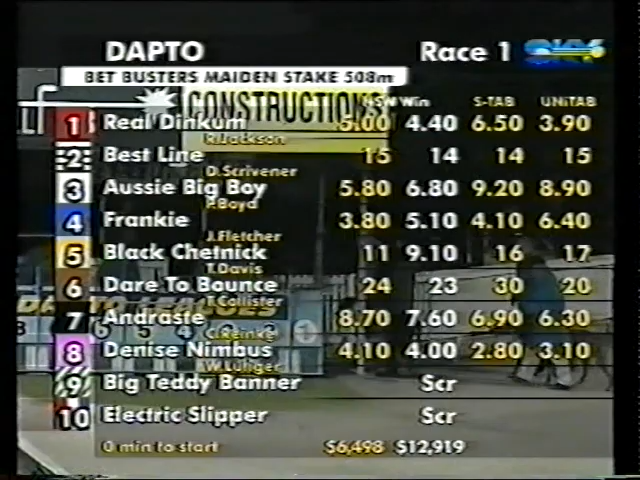 DAPTO Race 1 SKY
BET BUSTERS MAIDEN STAKE 508m
CONSTRUCTIONS
NSW Win S-TAB UNiTAB
1 Real Dinkum 5.00 4.40 6.50 3.90
R.Jackson
2 Best Line 15 14 14 15
D.Scrivener
3 Aussie Big Boy 5.80 6.80 9.20 8.90
P.Boyd
4 Frankie 3.80 5.10 4.10 6.40
J.Fletcher
5 Black Chetnick 11 9.10 16 17
T.Davis
6 Dare To Bounce 24 23 30 20
T.Collister
DAPTO LEAGUES
7 Andraste 8.70 7.60 6.90 6.30
C.Reinke
8 Denise Nimbus 4.10 4.00 2.80 3.10
9 Big Teddy Banner Scr
10 Electric Slipper Scr
0 min to start $6,498 $12,919